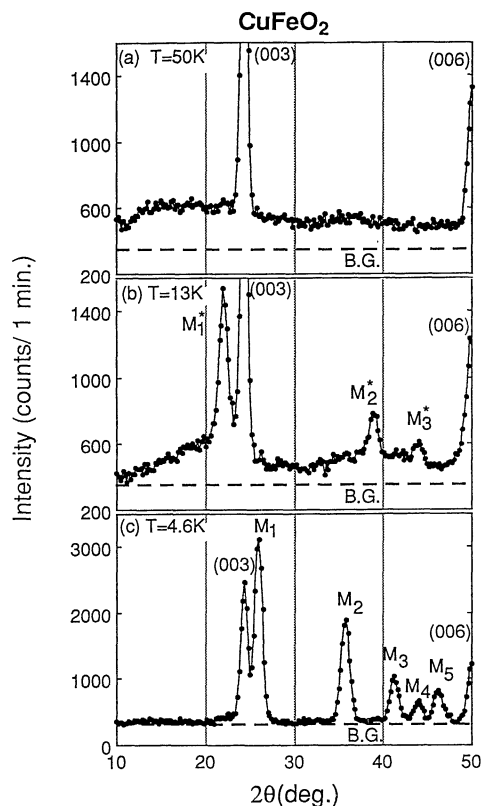 CuFeO₂
(a) T=50K
(003)
(006)
1400
1000
600
200
B.G.
(b) T=13K
(003)
(006)
M₁*
M₂*
M₃*
1400
1000
600
200
B.G.
(c) T=4.6K
(003)
M₁
M₂
M₃
M₄
M₅
(006)
3000
2000
1000
0
B.G.
10 20 30 40 50
2θ(deg.)
Intensity (counts/ 1 min.)